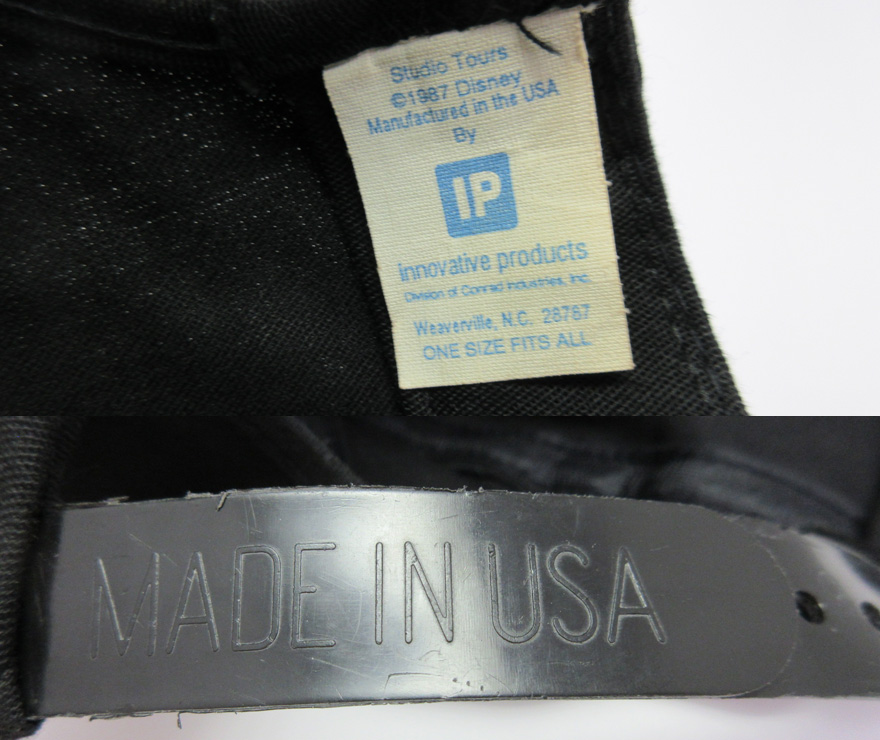 Studio Tours
©1987 Disney
Manufactured in the USA
By
IP
innovative products
Division of Conrad Industries, Inc.
Weaverville, N.C. 28787
ONE SIZE FITS ALL
MADE IN USA